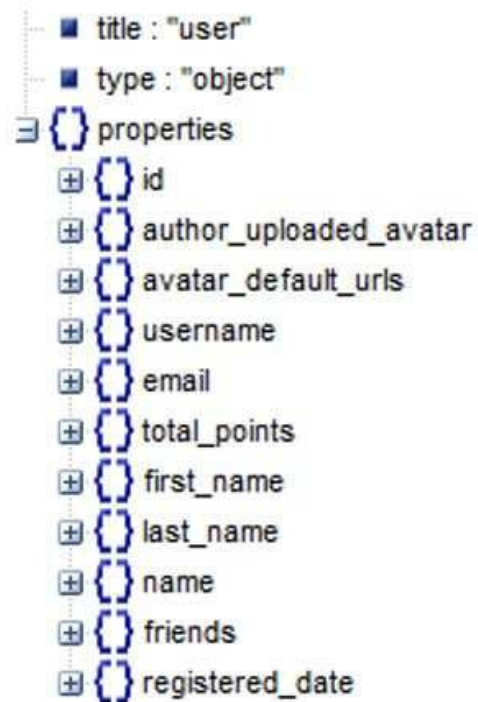 title : "user"
type : "object"
properties
id
author_uploaded_avatar
avatar_default_urls
username
email
total_points
first_name
last_name
name
friends
registered_date